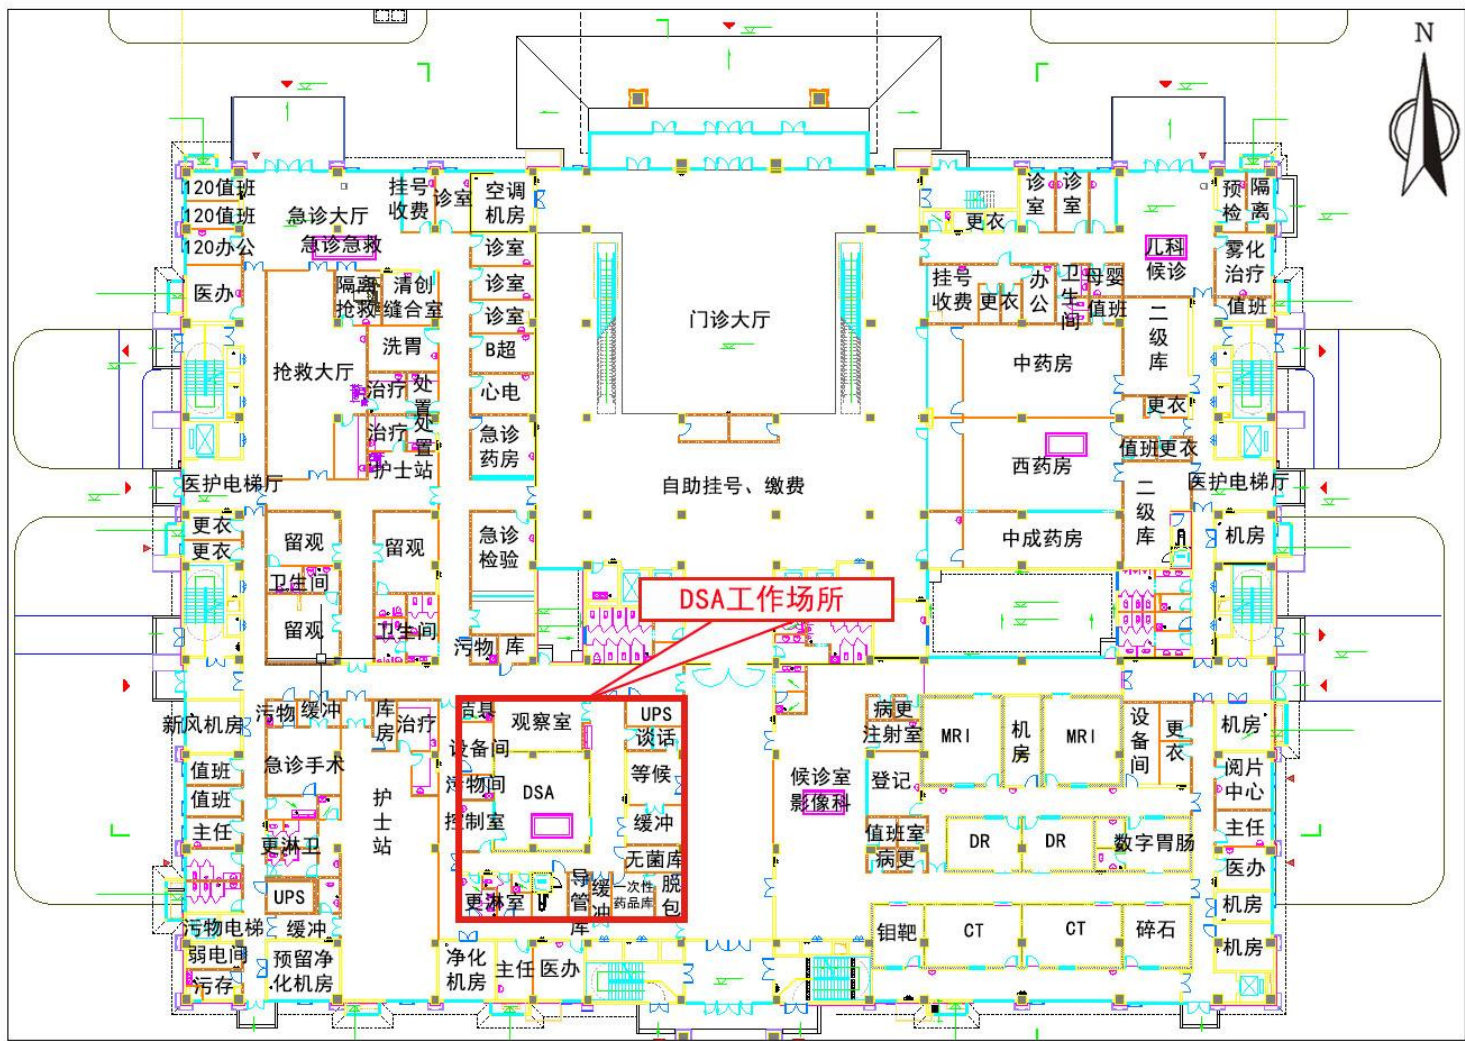 N
120值班
120值班
120办公
急诊大厅
急诊急救
挂号
收费
诊室
空调
机房
诊室
诊室
诊室
B超
心电
急诊
药房
急诊
检验
医办
隔离
抢救
清创
缝合室
洗胃
抢救大厅
治疗
处置
治疗
处置
护士站
医护电梯厅
更衣
更衣
留观
留观
卫生间
留观
卫生间
污物
库
门诊大厅
自助挂号、缴费
DSA工作场所
更衣
诊室
诊室
预检
隔离
儿科
候诊
雾化
治疗
值班
挂号
收费
更衣
办公
卫生间
母婴
值班
二级库
中药房
更衣
西药房
值班
更衣
医护电梯厅
二级库
中成药房
机房
新风机房
污物
缓冲
库房
治疗
急诊手术
值班
值班
主任
更淋卫
护士站
UPS
污物电梯
缓冲
弱电间
预留净
化机房
污存
洁具
观察室
UPS
谈话
设备间
等候
污物间
DSA
控制室
缓冲
无菌库
更淋室
导管库
缓冲
一次性
药品库
脱包
净化
机房
主任
医办
候诊室
影像科
病更
注射室
登记
值班室
病更
MRI
机房
MRI
设备间
更衣
机房
阅片
中心
主任
医办
机房
机房
DR
DR
数字胃肠
钼靶
CT
CT
碎石